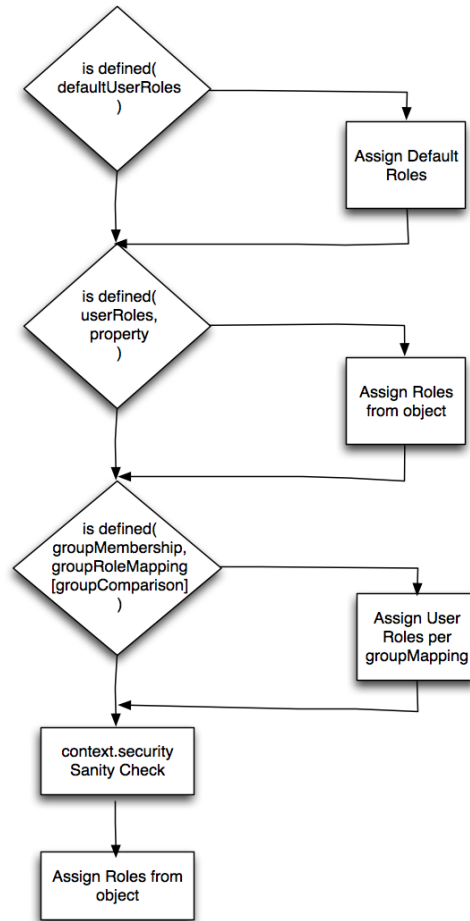 is defined(
defaultUserRoles
)
Assign Default
Roles
is defined(
userRoles,
property
)
Assign Roles
from object
is defined(
groupMembership,
groupRoleMapping
[groupComparison]
)
Assign User
Roles per
groupMapping
context.security
Sanity Check
Assign Roles from
object